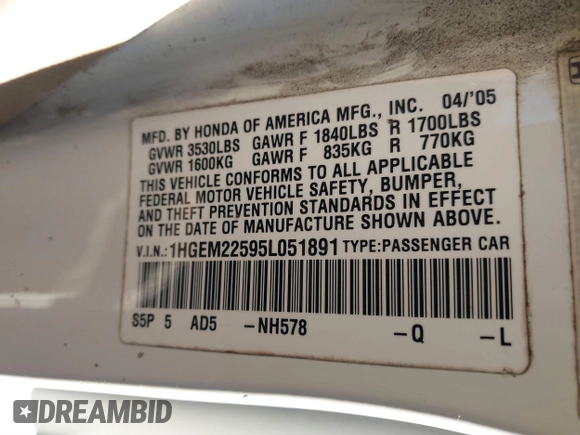 MFD. BY HONDA OF AMERICA MFG., INC. 04/'05
GVWR 3530LBS GAWR F 1840LBS R 1700LBS
GVWR 1600KG GAWR F 835KG R 770KG
THIS VEHICLE CONFORMS TO ALL APPLICABLE
FEDERAL MOTOR VEHICLE SAFETY, BUMPER,
AND THEFT PREVENTION STANDARDS IN EFFECT
ON THE DATE OF MANUFACTURE SHOWN ABOVE.
V.I.N.: 1HGEM22595L051891 TYPE:PASSENGER CAR
S5P 5 AD5 -NH578 -Q -L
DREAMBID